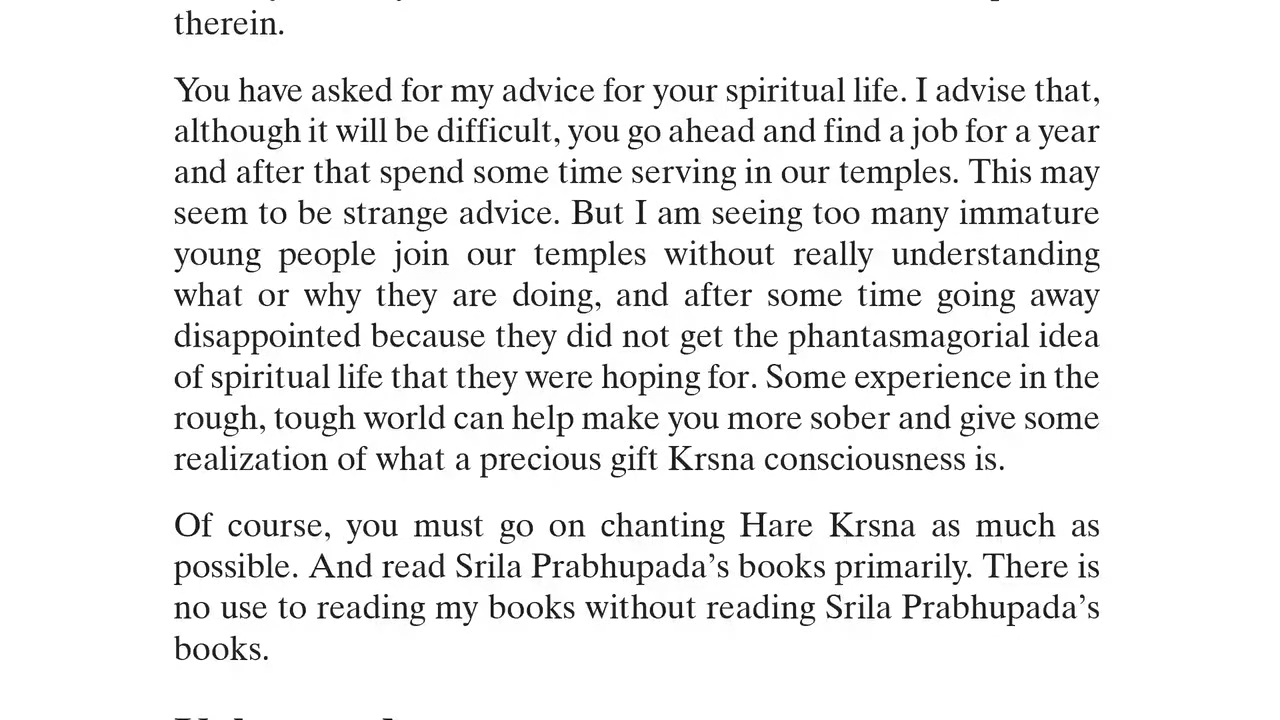 therein.
You have asked for my advice for your spiritual life. I advise that,
although it will be difficult, you go ahead and find a job for a year
and after that spend some time serving in our temples. This may
seem to be strange advice. But I am seeing too many immature
young people join our temples without really understanding
what or why they are doing, and after some time going away
disappointed because they did not get the phantasmagorial idea
of spiritual life that they were hoping for. Some experience in the
rough, tough world can help make you more sober and give some
realization of what a precious gift Krsna consciousness is.
Of course, you must go on chanting Hare Krsna as much as
possible. And read Srila Prabhupada’s books primarily. There is
no use to reading my books without reading Srila Prabhupada’s
books.